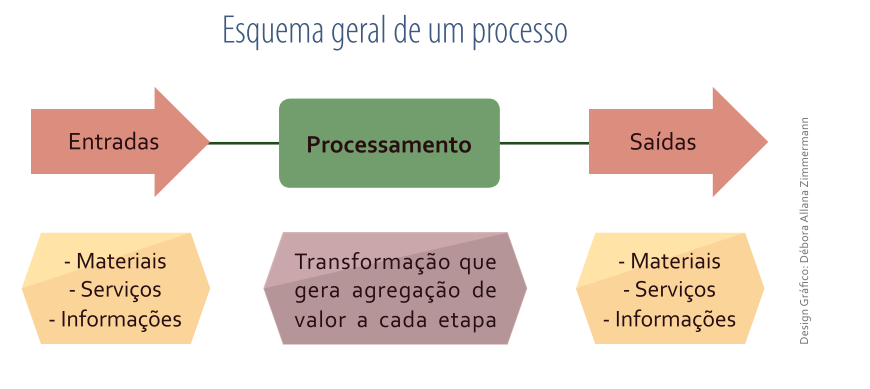 Esquema geral de um processo
Entradas
Processamento
Saídas
- Materiais
- Serviços
- Informações
Transformação que
gera agregação de
valor a cada etapa
- Materiais
- Serviços
- Informações
Design Gráfico: Débora Allana Zimmermann